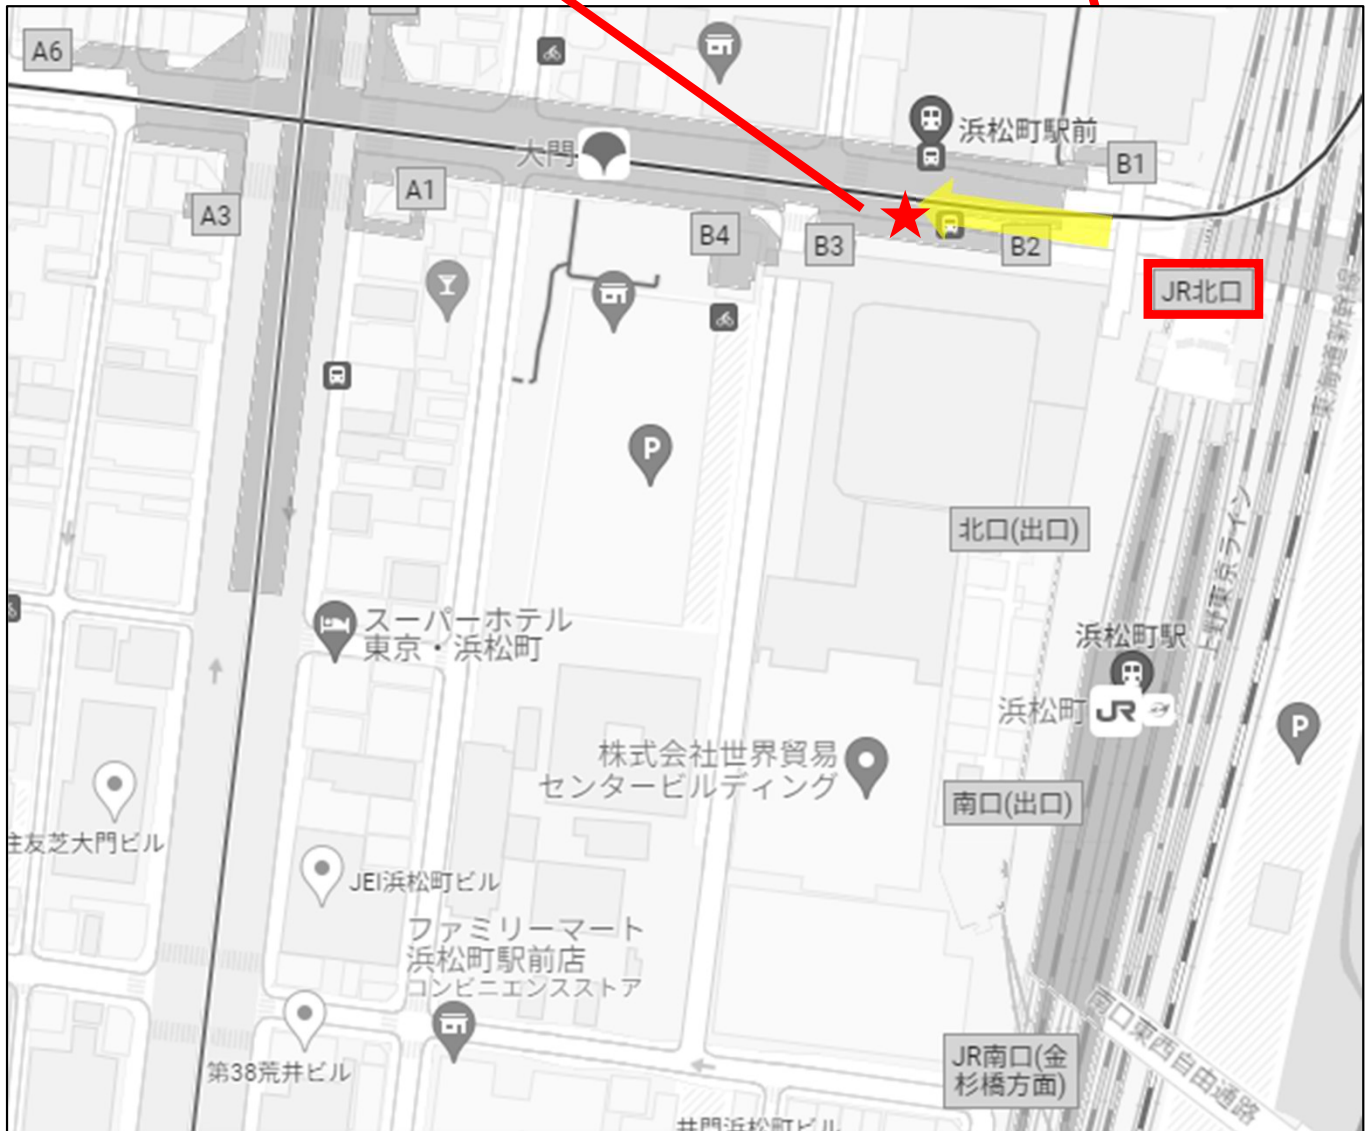 A6
浜松町駅前
大門
B1
A1
A3
B4
B3
B2
JR北口
東海道新幹線
P
北口(出口)
上野東京ライン
スーパーホテル
東京・浜松町
浜松町駅
浜松町
JR
P
株式会社世界貿易
センタービルディング
南口(出口)
住友芝大門ビル
JEI浜松町ビル
ファミリーマート
浜松町駅前店
コンビニエンスストア
南口東西自由通路
JR南口(金
杉橋方面)
第38荒井ビル
井門浜松町ビル